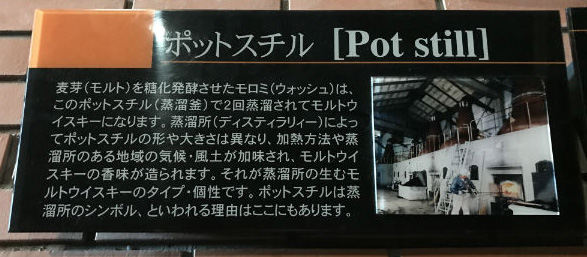 ポットスチル [Pot still]
麦芽(モルト)を糖化発酵させたモロミ(ウォッシュ)は、
このポットスチル(蒸溜釜)で2回蒸溜されてモルトウ
イスキーになります。蒸溜所(ディスティラリィー)によっ
てポットスチルの形や大きさは異なり、加熱方法や蒸
溜所のある地域の気候・風土が加味され、モルトウイ
スキーの香味が造られます。それが蒸溜所の生むモ
ルトウイスキーのタイプ・個性です。ポットスチルは蒸
溜所のシンボル、といわれる理由はここにもあります。